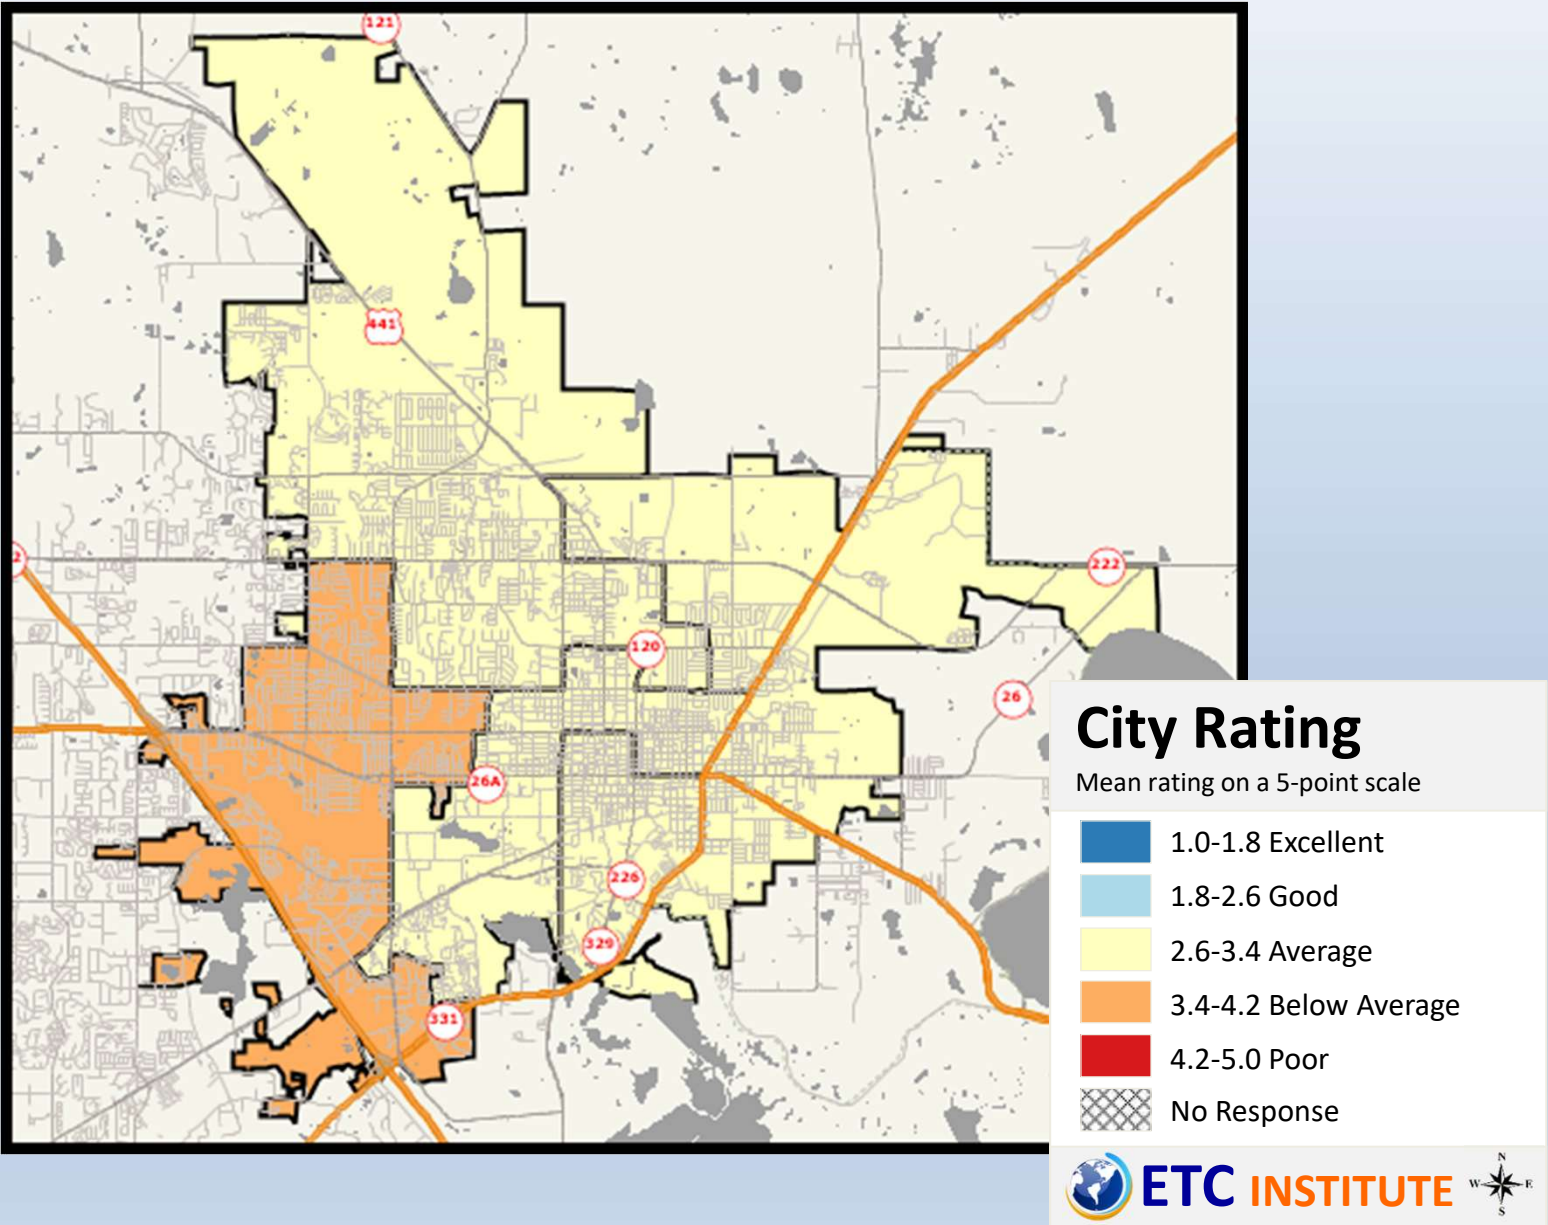 121
441
2
222
120
26
26A
226
329
331
City Rating
Mean rating on a 5-point scale
1.0-1.8 Excellent
1.8-2.6 Good
2.6-3.4 Average
3.4-4.2 Below Average
4.2-5.0 Poor
No Response
ETC INSTITUTE
N
W E
S